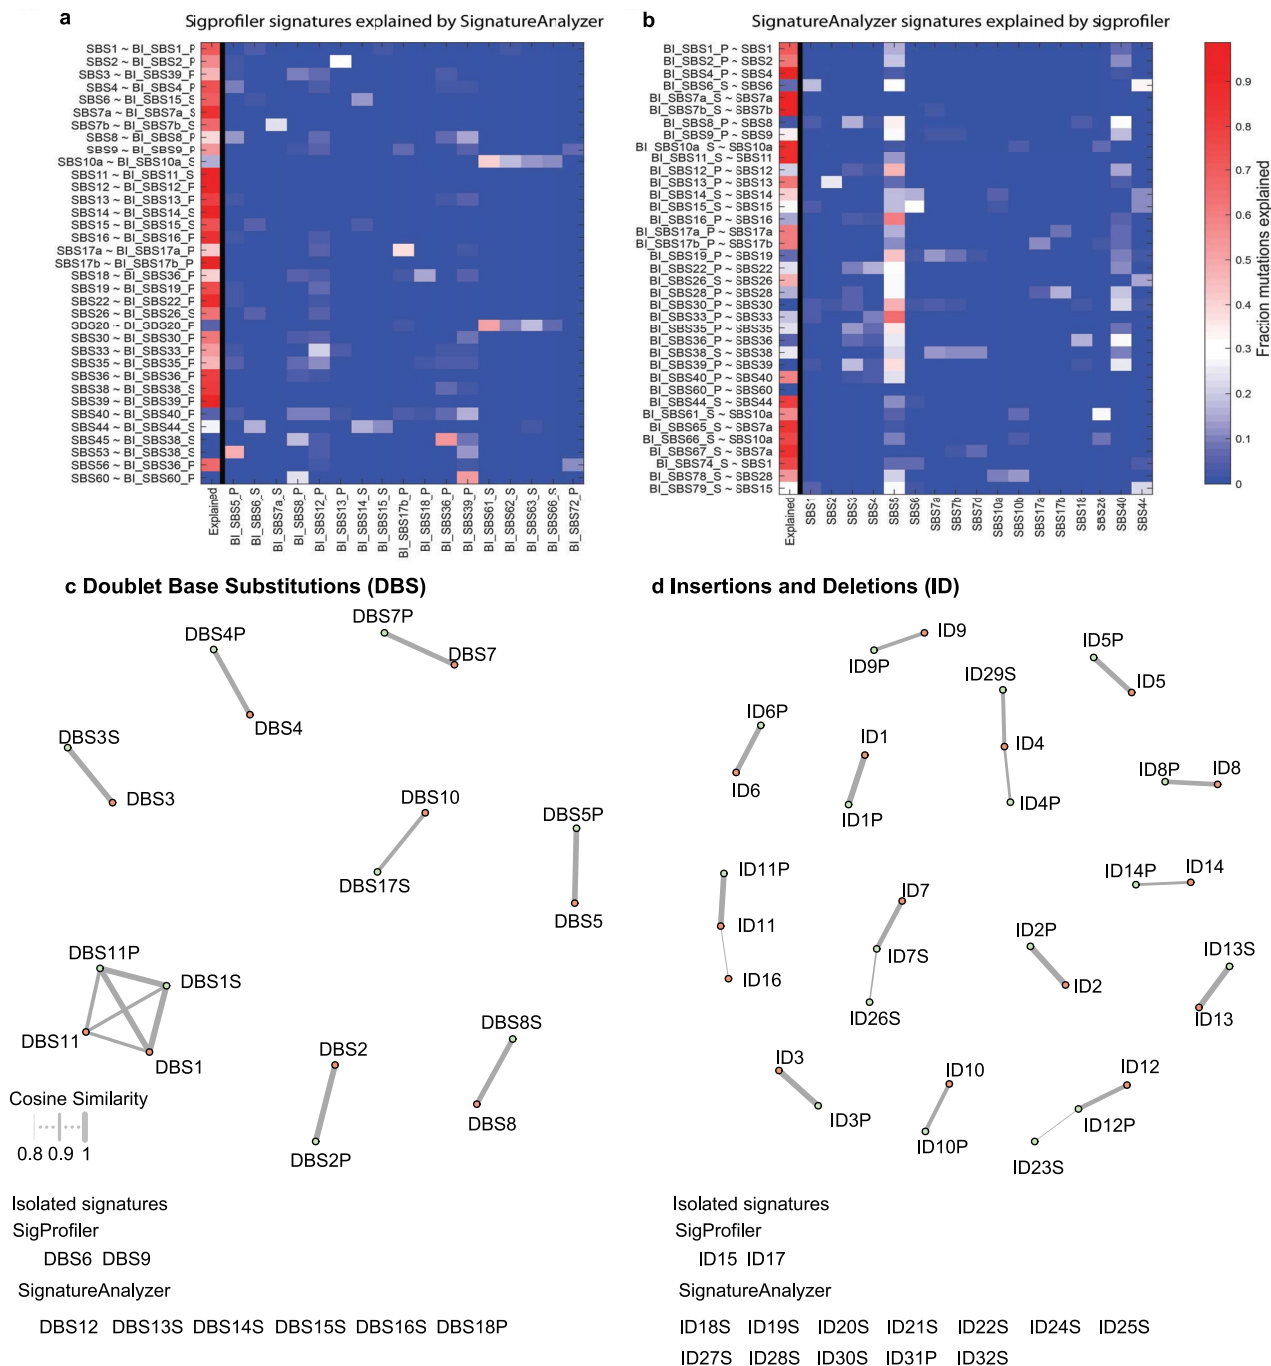 a
Sigprofiler signatures explained by SignatureAnalyzer
SBS1 ~ BI_SBS1_P
SBS2 ~ BI_SBS2_P
SBS3 ~ BI_SBS39_P
SBS4 ~ BI_SBS4_P
SBS6 ~ BI_SBS15_S
SBS7a ~ BI_SBS7a_S
SBS7b ~ BI_SBS7b_S
SBS8 ~ BI_SBS8_P
SBS9 ~ BI_SBS9_P
SBS10a ~ BI_SBS10a_S
SBS11 ~ BI_SBS11_S
SBS12 ~ BI_SBS12_P
SBS13 ~ BI_SBS13_P
SBS14 ~ BI_SBS14_S
SBS15 ~ BI_SBS15_S
SBS16 ~ BI_SBS16_P
SBS17a ~ BI_SBS17a_P
SBS17b ~ BI_SBS17b_P
SBS18 ~ BI_SBS36_P
SBS19 ~ BI_SBS19_P
SBS22 ~ BI_SBS22_P
SBS26 ~ BI_SBS26_S
SBS30 ~ BI_SBS30_P
SBS33 ~ BI_SBS33_P
SBS35 ~ BI_SBS35_P
SBS36 ~ BI_SBS36_P
SBS38 ~ BI_SBS38_S
SBS39 ~ BI_SBS39_P
SBS40 ~ BI_SBS40_P
SBS44 ~ BI_SBS44_S
SBS45 ~ BI_SBS38_S
SBS53 ~ BI_SBS38_S
SBS56 ~ BI_SBS36_P
SBS60 ~ BI_SBS60_P
Explained
BI_SBS5_P
BI_SBS6_S
BI_SBS7a_S
BI_SBS8_P
BI_SBS12_P
BI_SBS13_P
BI_SBS14_S
BI_SBS15_S
BI_SBS17b_P
BI_SBS18_P
BI_SBS36_P
BI_SBS39_P
BI_SBS61_S
BI_SBS62_S
BI_SBS63_S
BI_SBS66_S
BI_SBS72_P
b
SignatureAnalyzer signatures explained by sigprofiler
BI_SBS1_P ~ SBS1
BI_SBS2_P ~ SBS2
BI_SBS4_P ~ SBS4
BI_SBS6_S ~ SBS6
BI_SBS7a_S ~ SBS7a
BI_SBS7b_S ~ SBS7b
BI_SBS8_P ~ SBS8
BI_SBS9_P ~ SBS9
BI_SBS10a_S ~ SBS10a
BI_SBS11_S ~ SBS11
BI_SBS12_P ~ SBS12
BI_SBS13_P ~ SBS13
BI_SBS14_S ~ SBS14
BI_SBS15_S ~ SBS15
BI_SBS16_P ~ SBS16
BI_SBS17a_P ~ SBS17a
BI_SBS17b_P ~ SBS17b
BI_SBS19_P ~ SBS19
BI_SBS22_P ~ SBS22
BI_SBS26_S ~ SBS26
BI_SBS28_P ~ SBS28
BI_SBS30_P ~ SBS30
BI_SBS33_P ~ SBS33
BI_SBS35_P ~ SBS35
BI_SBS36_P ~ SBS36
BI_SBS38_S ~ SBS38
BI_SBS39_P ~ SBS39
BI_SBS40_P ~ SBS40
BI_SBS60_P ~ SBS60
BI_SBS44_S ~ SBS44
BI_SBS61_S ~ SBS10a
BI_SBS65_S ~ SBS7a
BI_SBS66_S ~ SBS10a
BI_SBS67_S ~ SBS7a
BI_SBS74_S ~ SBS1
BI_SBS78_S ~ SBS28
BI_SBS79_S ~ SBS15
Explained
SBS1
SBS2
SBS3
SBS4
SBS5
SBS6
SBS7a
SBS7b
SBS7d
SBS10a
SBS10b
SBS17a
SBS17b
SBS18
SBS40
SBS44
0.9
0.8
0.7
0.6
0.5
0.4
0.3
0.2
0.1
0
Fraction mutations explained
c Doublet Base Substitutions (DBS)
DBS7P
DBS4P
DBS7
DBS4
DBS3S
DBS3
DBS10
DBS5P
DBS17S
DBS5
DBS11P
DBS1S
DBS11
DBS1
DBS8S
DBS2
DBS8
DBS2P
Cosine Similarity
0.8 0.9 1
Isolated signatures
SigProfiler
DBS6 DBS9
SignatureAnalyzer
DBS12 DBS13S DBS14S DBS15S DBS16S DBS18P
d Insertions and Deletions (ID)
ID9
ID9P
ID5P
ID29S
ID5
ID6P
ID1
ID4
ID8P
ID8
ID6
ID1P
ID4P
ID11P
ID7
ID14P
ID14
ID11
ID2P
ID7S
ID13S
ID16
ID2
ID26S
ID13
ID3
ID10
ID12
ID3P
ID12P
ID10P
ID23S
Isolated signatures
SigProfiler
ID15 ID17
SignatureAnalyzer
ID18S ID19S ID20S ID21S ID22S ID24S ID25S
ID27S ID28S ID30S ID31P ID32S